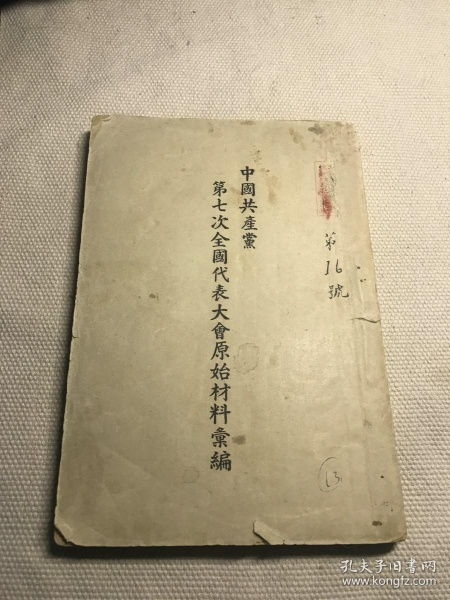 中國共產黨
第七次全國代表大會原始材料彙編
第16號
13
孔夫子旧书网
www.kongfz.com